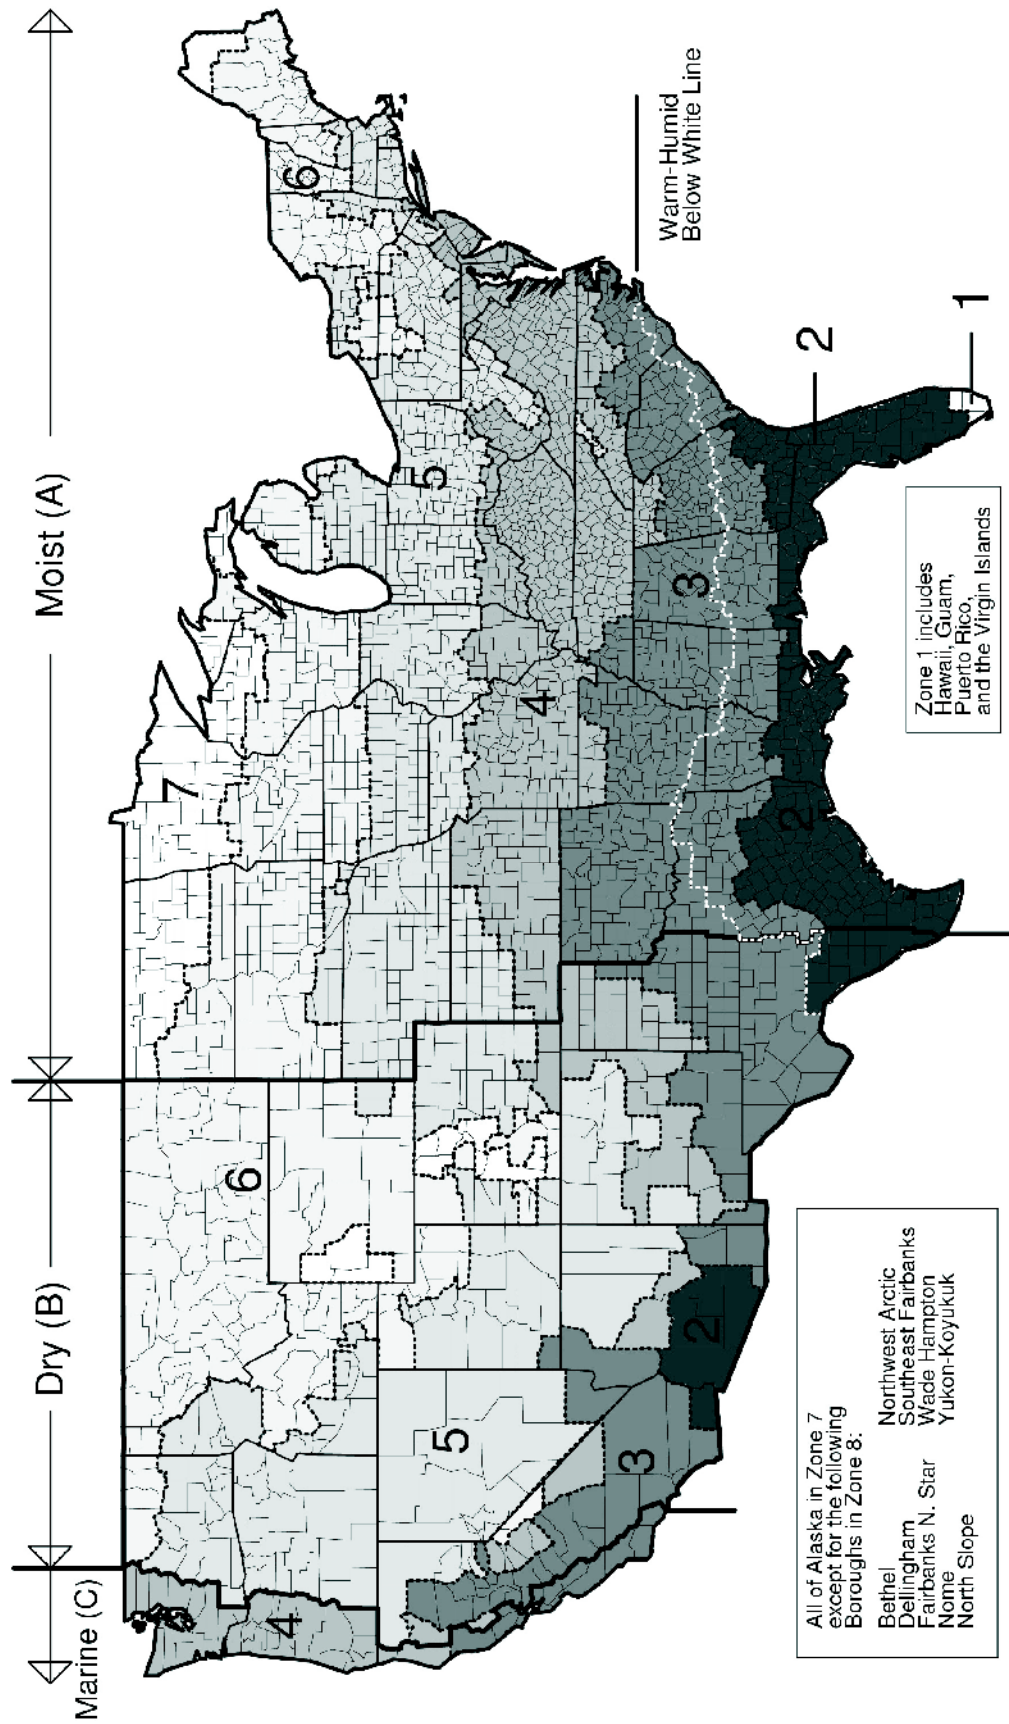 Marine (C)
Dry (B)
Moist (A)
7
6
6
5
5
4
4
3
3
2
2
2
1
Warm-Humid
Below White Line
All of Alaska in Zone 7
except for the following
Boroughs in Zone 8:
Bethel
Dellingham
Fairbanks N. Star
Nome
North Slope
Northwest Arctic
Southeast Fairbanks
Wade Hampton
Yukon-Koyukuk
Zone 1 includes
Hawaii, Guam,
Puerto Rico,
and the Virgin Islands